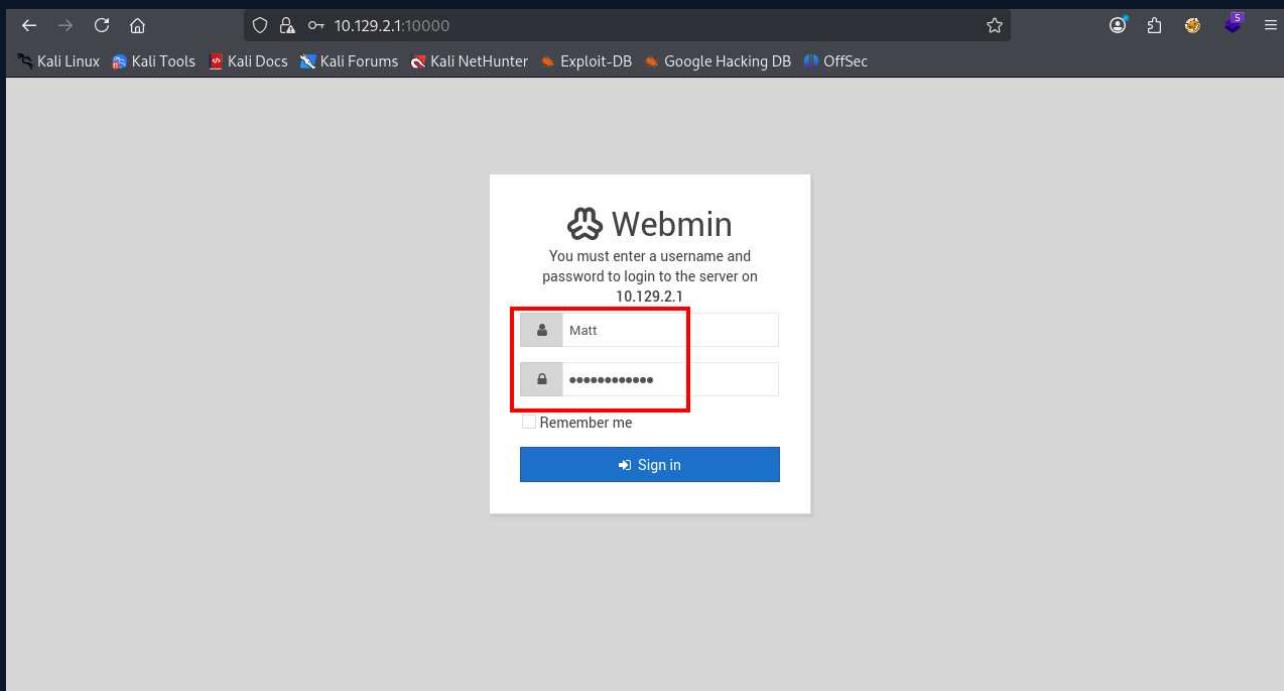 10.129.2.1:10000
5
Kali Linux Kali Tools Kali Docs Kali Forums Kali NetHunter Exploit-DB Google Hacking DB OffSec
Webmin
You must enter a username and
password to login to the server on
10.129.2.1
Matt
••••••••••••
Remember me
Sign in